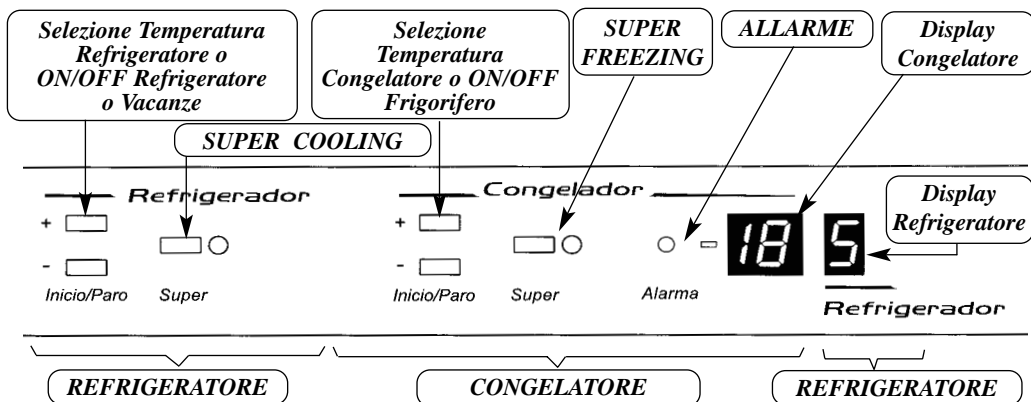 Selezione Temperatura
Refrigeratore o
ON/OFF Refrigeratore
o Vacanze
Selezione
Temperatura
Congelatore o ON/OFF
Frigorifero
SUPER
FREEZING
ALLARME
Display
Congelatore
SUPER COOLING
Refrigerador
Congelador
Display
Refrigeratore
+
+
- 18
5
-
-
Inicio/Paro
Super
Inicio/Paro
Super
Alarma
Refrigerador
REFRIGERATORE
CONGELATORE
REFRIGERATORE